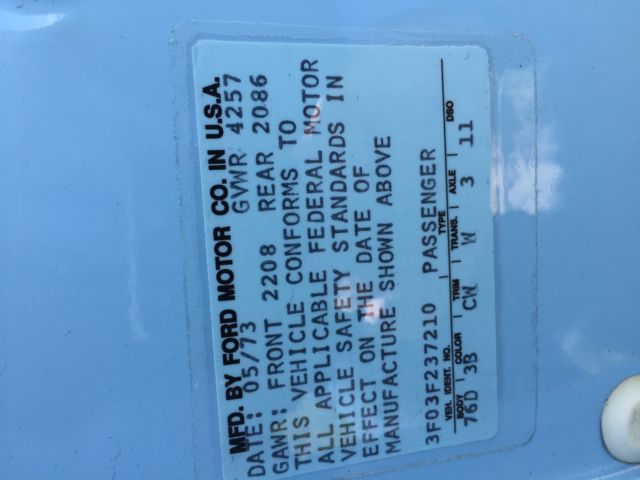 MFD. BY FORD MOTOR CO. IN U.S.A.
DATE: 05/73 GVWR 4257
GAWR: FRONT 2208 REAR 2086
THIS VEHICLE CONFORMS TO
ALL APPLICABLE FEDERAL MOTOR
VEHICLE SAFETY STANDARDS IN
EFFECT ON THE DATE OF
MANUFACTURE SHOWN ABOVE
3F03F237210 PASSENGER
VEH. IDENT. NO. TYPE
BODY COLOR TRIM TRANS. AXLE DSO
76D 3B CW W 3 11